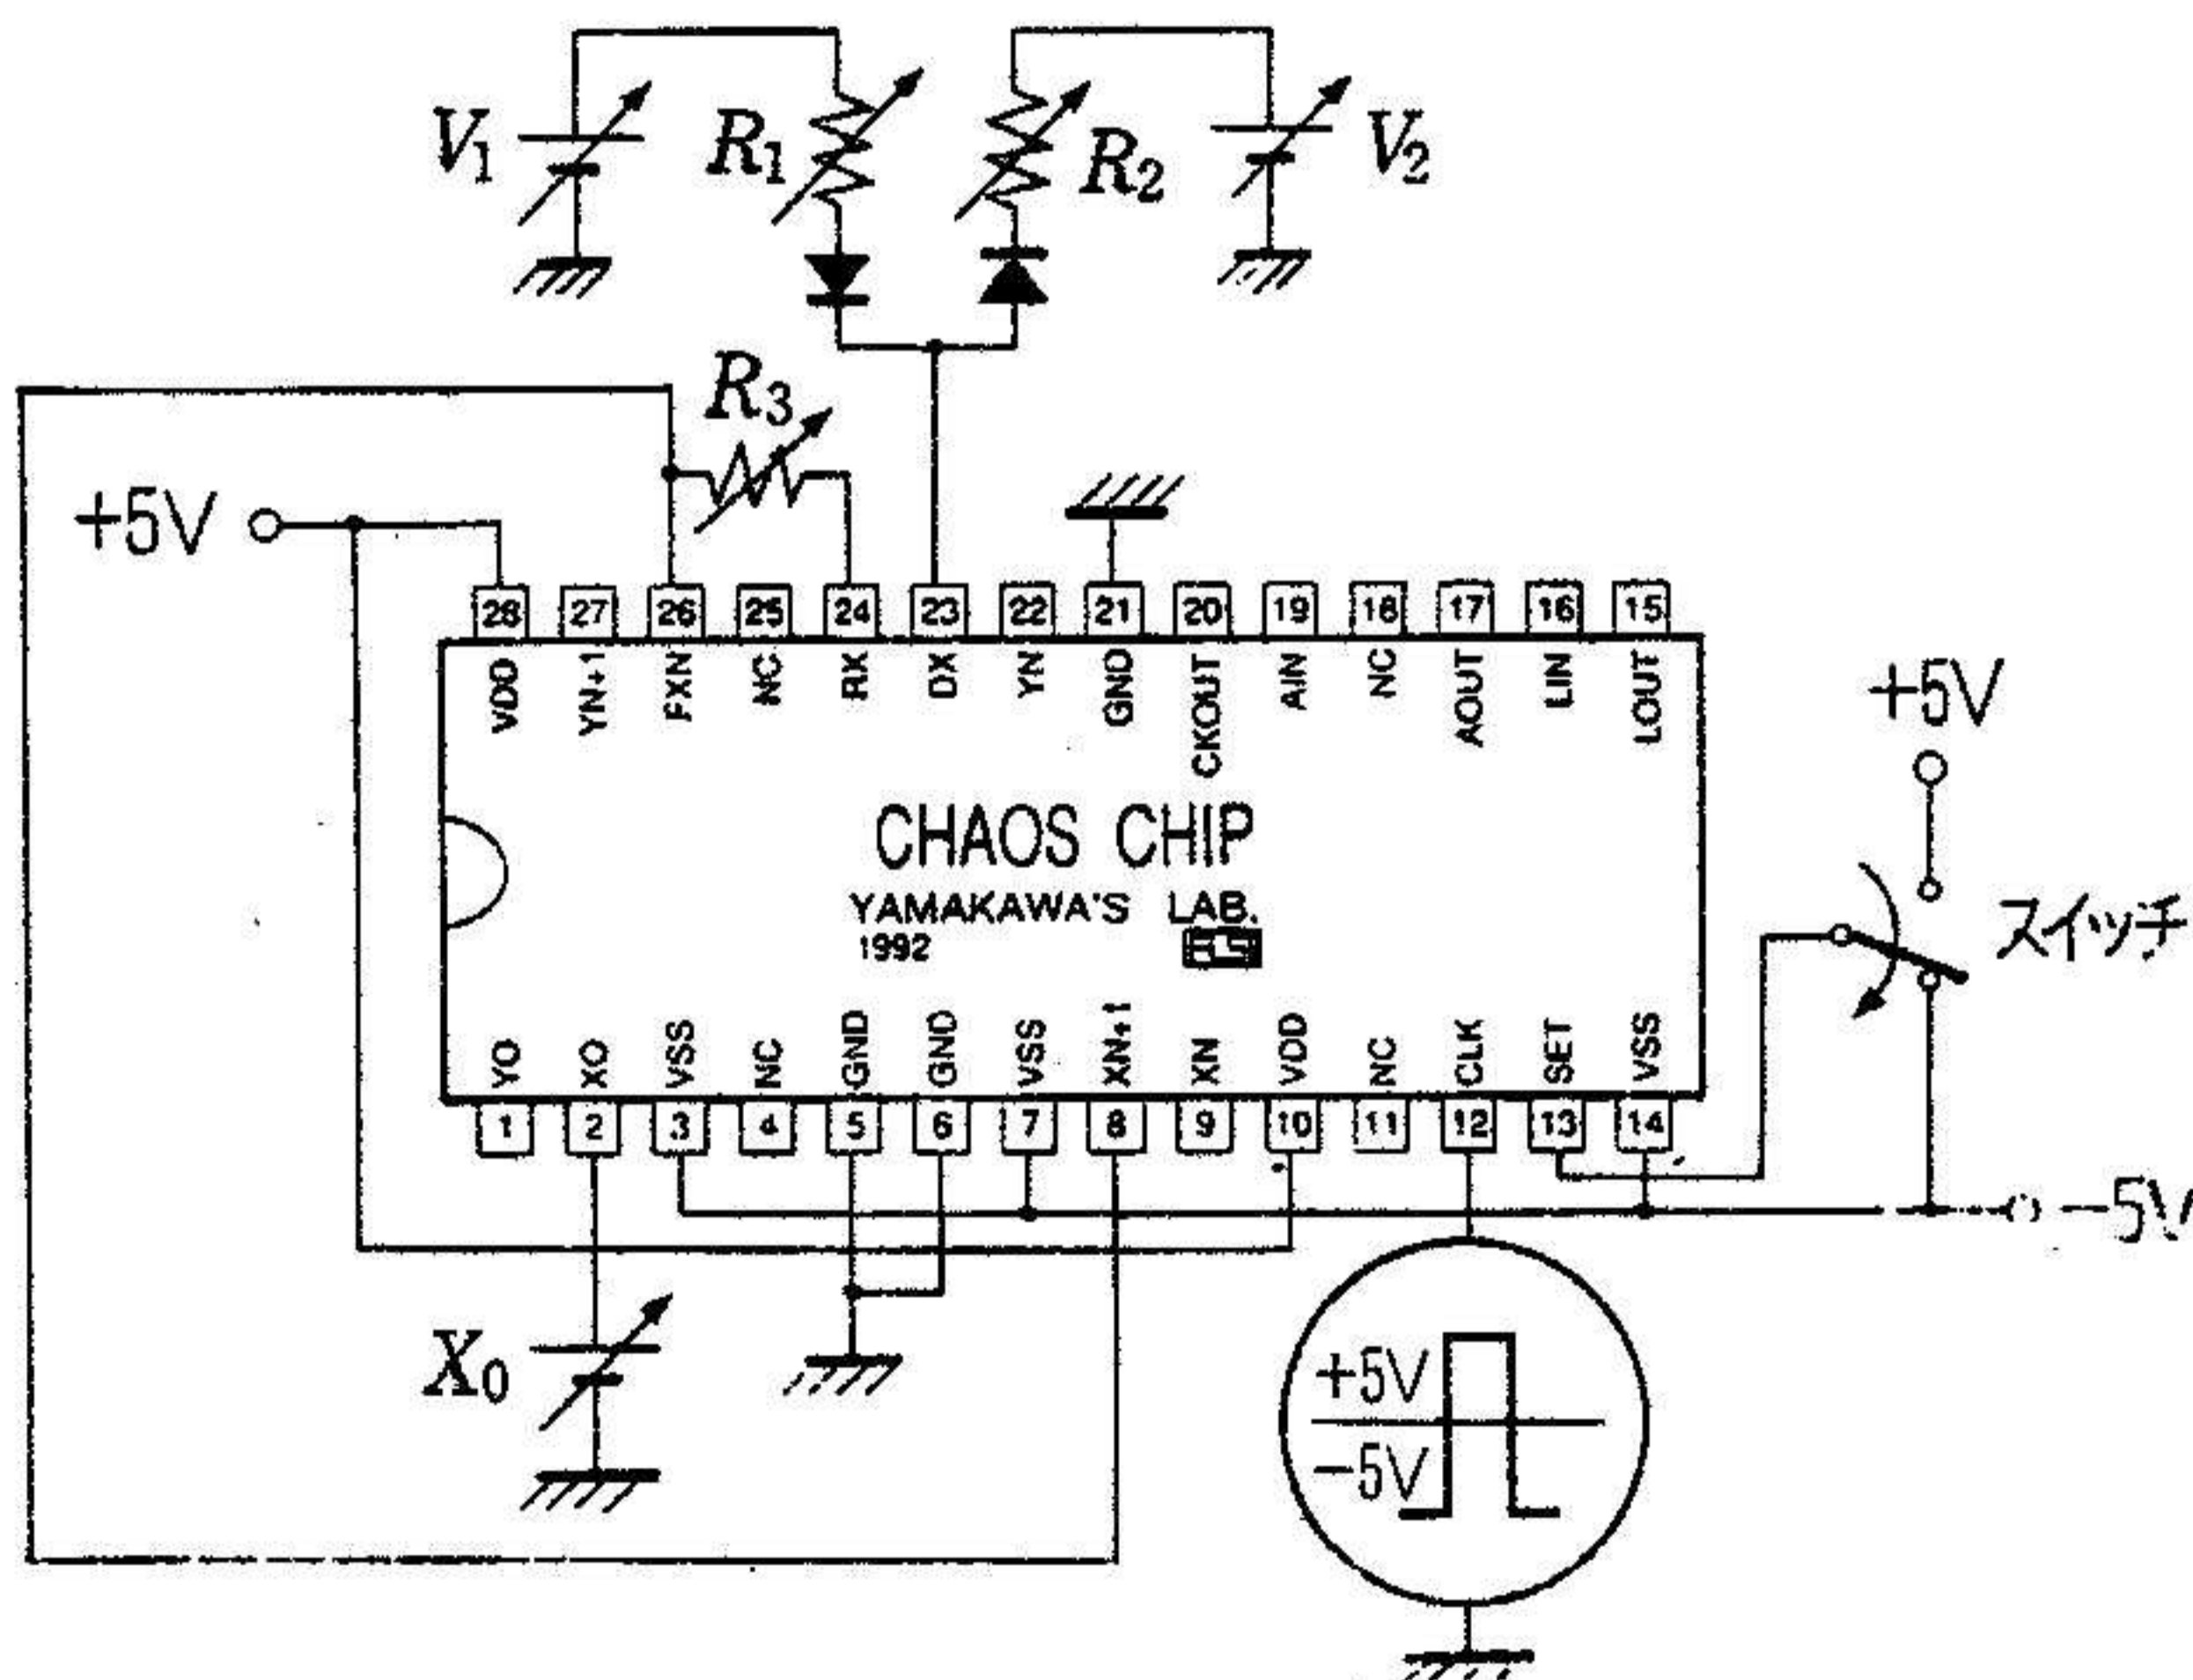 V1
R1
R2
V2
R3
+5V
28 27 26 25 24 23 22 21 20 19 18 17 16 15
VDD YN+1 FXN NC RX DX YN GND CKOUT AIN NC AOUT LIN LOUT
+5V
CHAOS CHIP
YAMAKAWA'S LAB.
1992
スイッチ
YO XO VSS NC GND GND VSS XN+1 XN VDD NC CLK SET VSS
1 2 3 4 5 6 7 8 9 10 11 12 13 14
-5V
X0
+5V
-5V